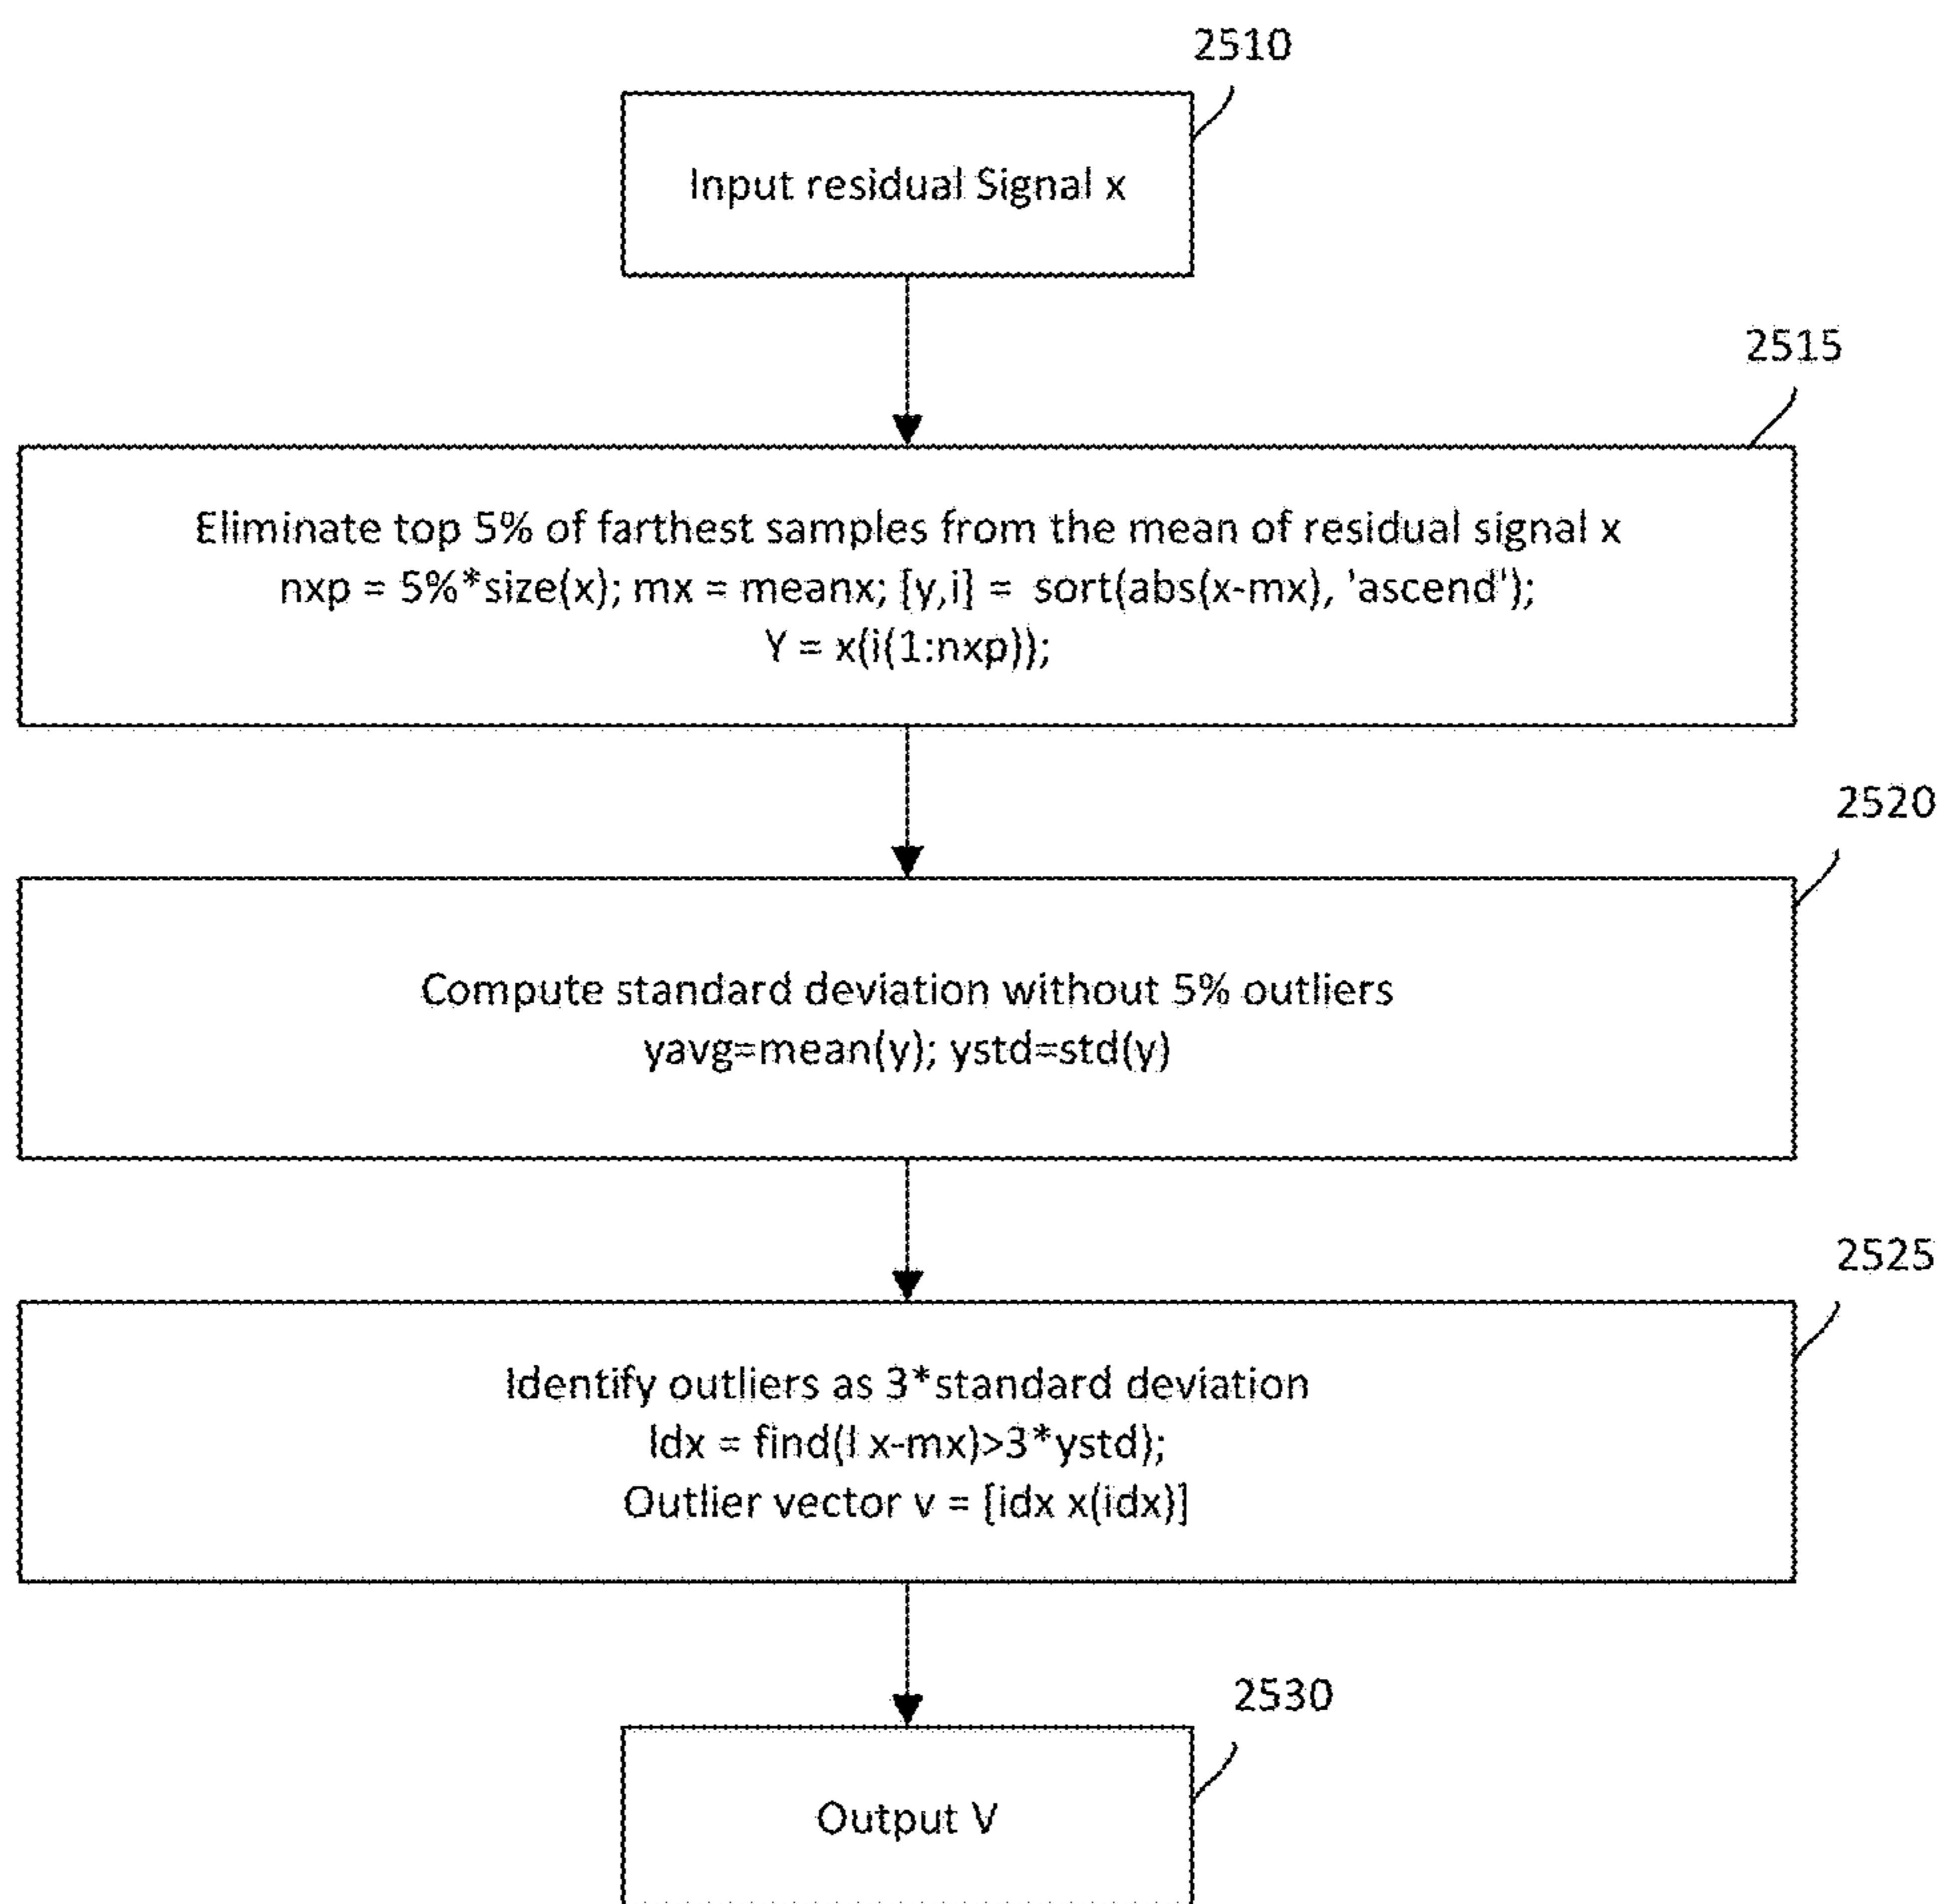 2510
Input residual Signal x
2515
Eliminate top 5% of farthest samples from the mean of residual signal x
nxp = 5%*size(x); mx = meanx; [y,i] = sort(abs(x-mx), 'ascend');
Y = x(i(1:nxp));
2520
Compute standard deviation without 5% outliers
yavg=mean(y); ystd=std(y)
2525
Identify outliers as 3*standard deviation
Idx = find(l x-mx)>3*ystd);
Outlier vector v = [idx x(idx)]
2530
Output V